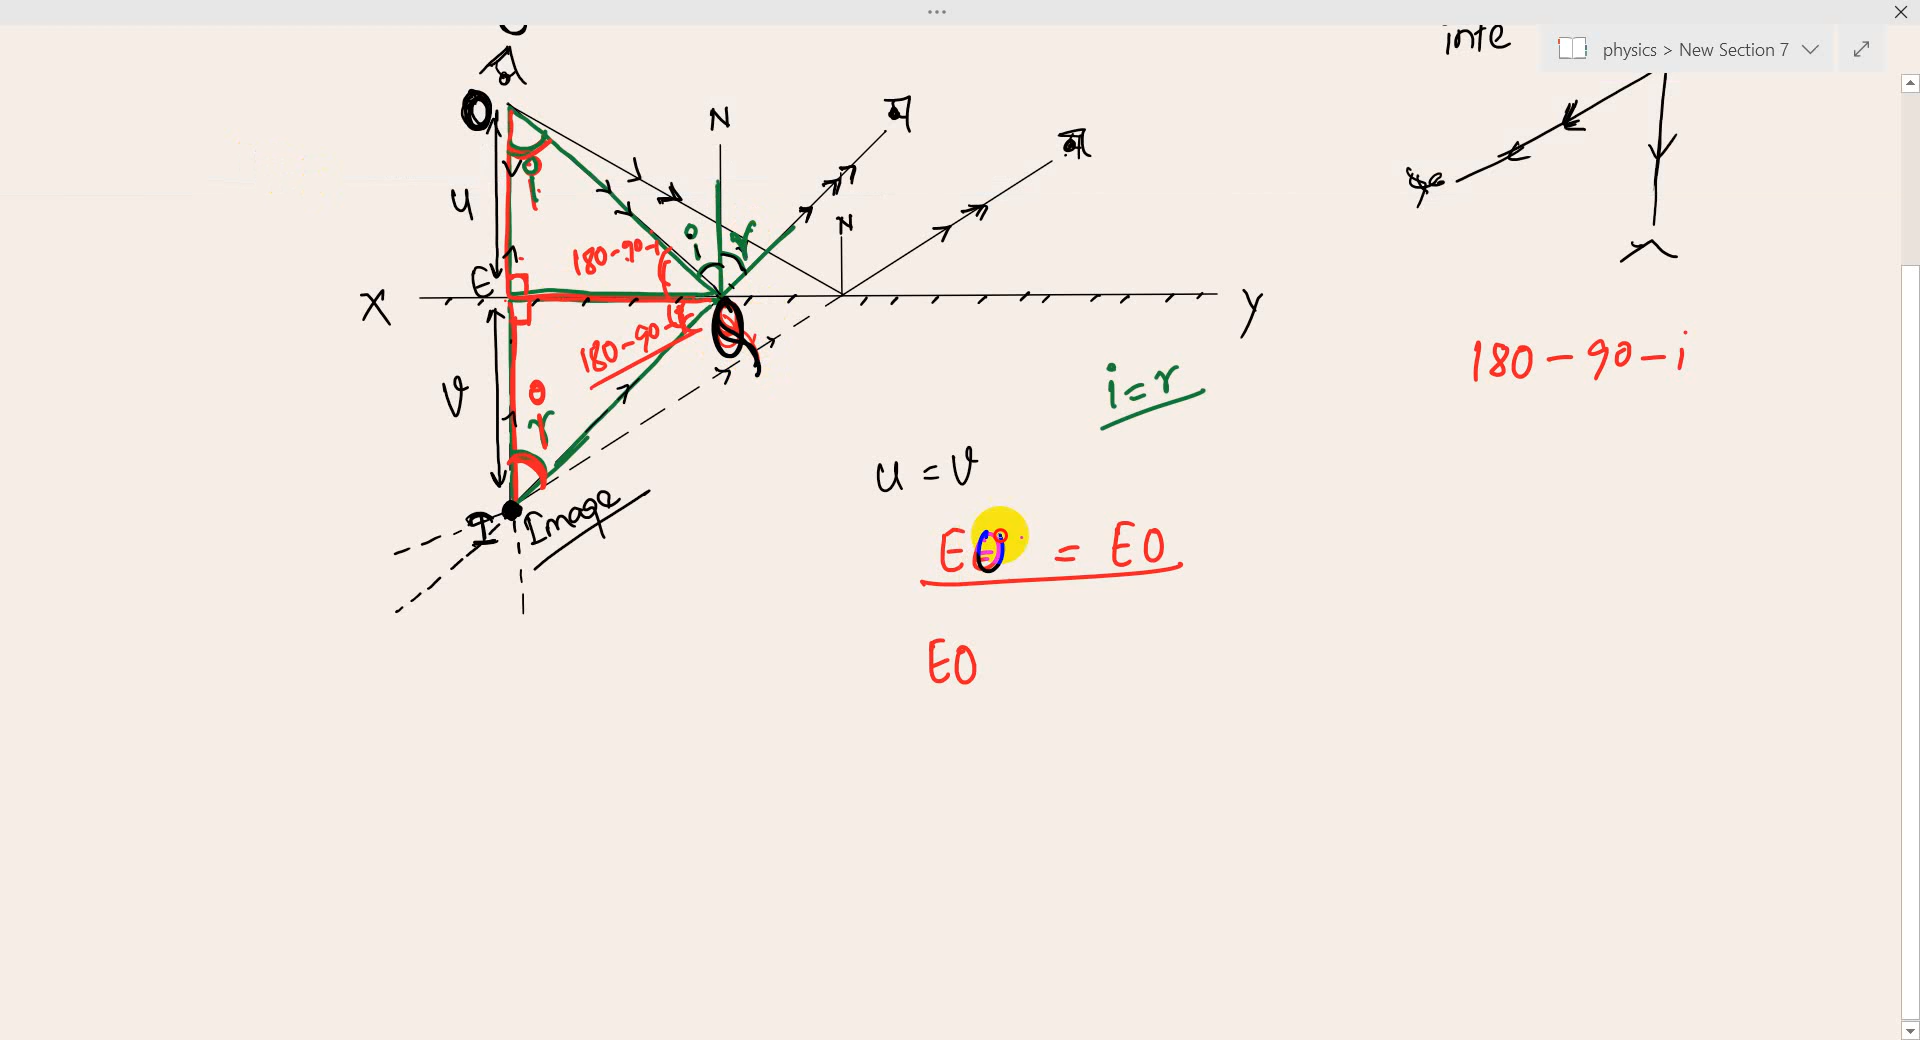 inte
physics > New Section 7
O
N
u
i
180-90-i
i
r
N
E
X
Y
Q
180-90-i
180-90-i
v
r
i=r
u = v
I Image
EO = EO
EO